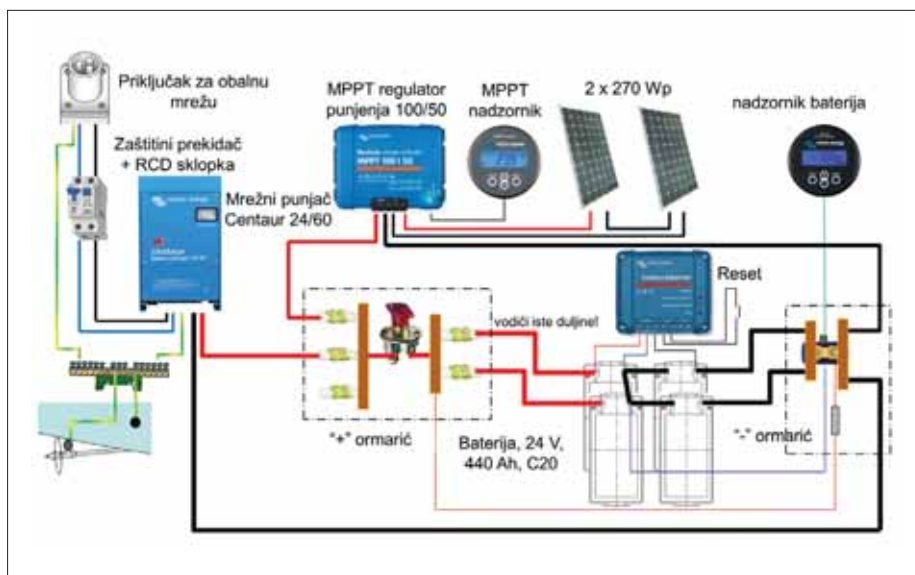 Priključak za obalnu
mrežu
Zaštitni prekidač
+ RCD sklopka
Mrežni punjač
Centaur 24/60
MPPT regulator
punjenja 100/50
MPPT
nadzornik
2 x 270 Wp
nadzornik baterija
Reset
vodiči iste duljine!
"+" ormarić
Baterija, 24 V,
440 Ah, C20
"-" ormarić